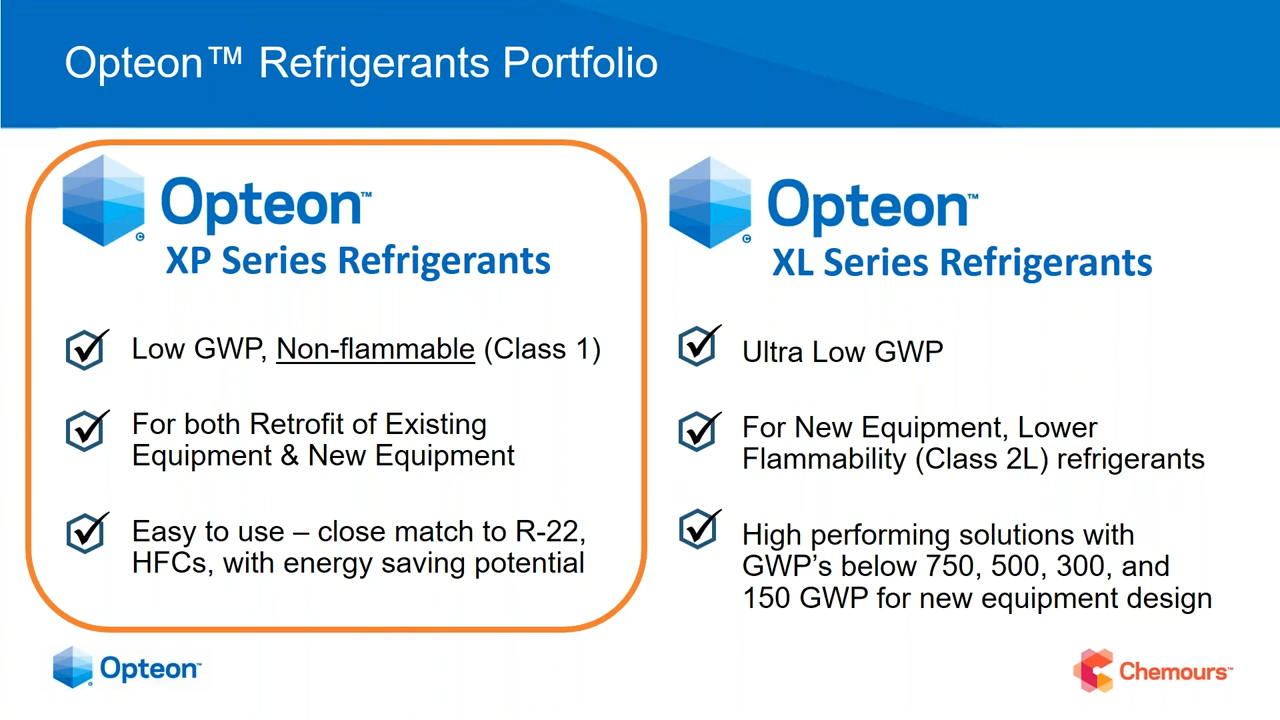 Opteon™ Refrigerants Portfolio
Opteon™
XP Series Refrigerants
Low GWP, Non-flammable (Class 1)
For both Retrofit of Existing
Equipment & New Equipment
Easy to use – close match to R-22,
HFCs, with energy saving potential
Opteon™
XL Series Refrigerants
Ultra Low GWP
For New Equipment, Lower
Flammability (Class 2L) refrigerants
High performing solutions with
GWP’s below 750, 500, 300, and
150 GWP for new equipment design
Opteon™
Chemours™